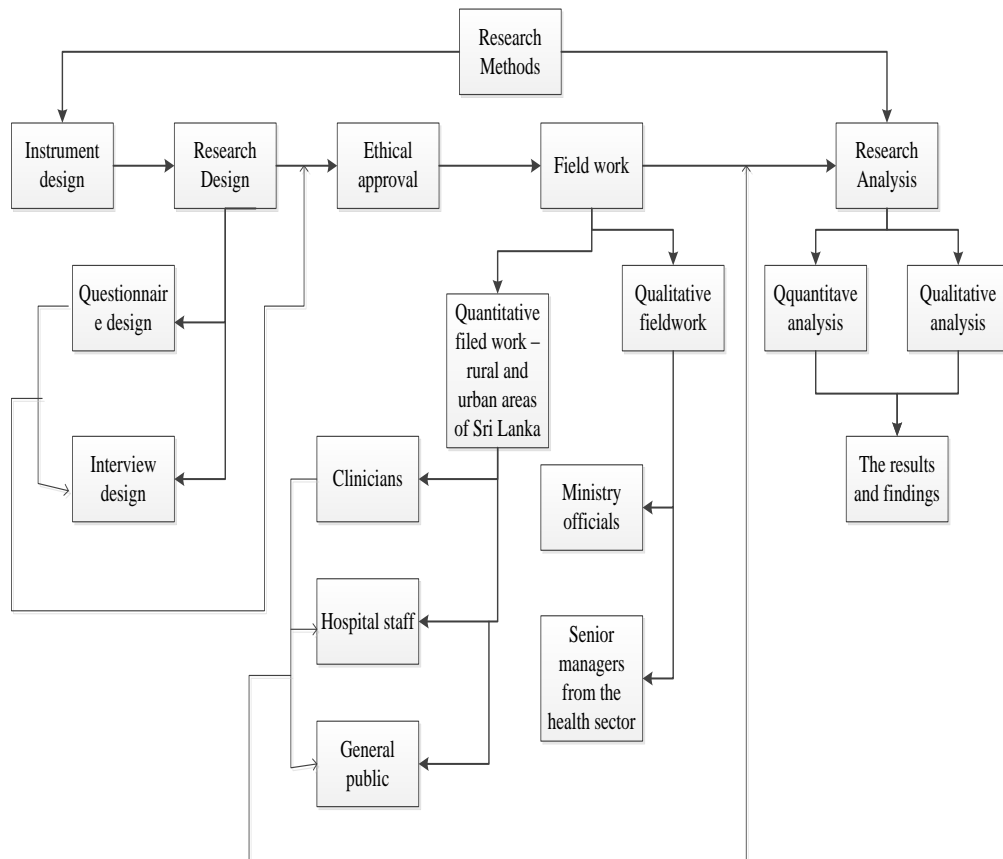 Research
Methods
Instrument
design
Research
Design
Ethical
approval
Field work
Research
Analysis
Questionnair
e design
Quantitative
filed work –
rural and
urban areas
of Sri Lanka
Qualitative
fieldwork
Qquantitave
analysis
Qualitative
analysis
Interview
design
Clinicians
Ministry
officials
The results
and findings
Hospital staff
Senior
managers
from the
health sector
General
public